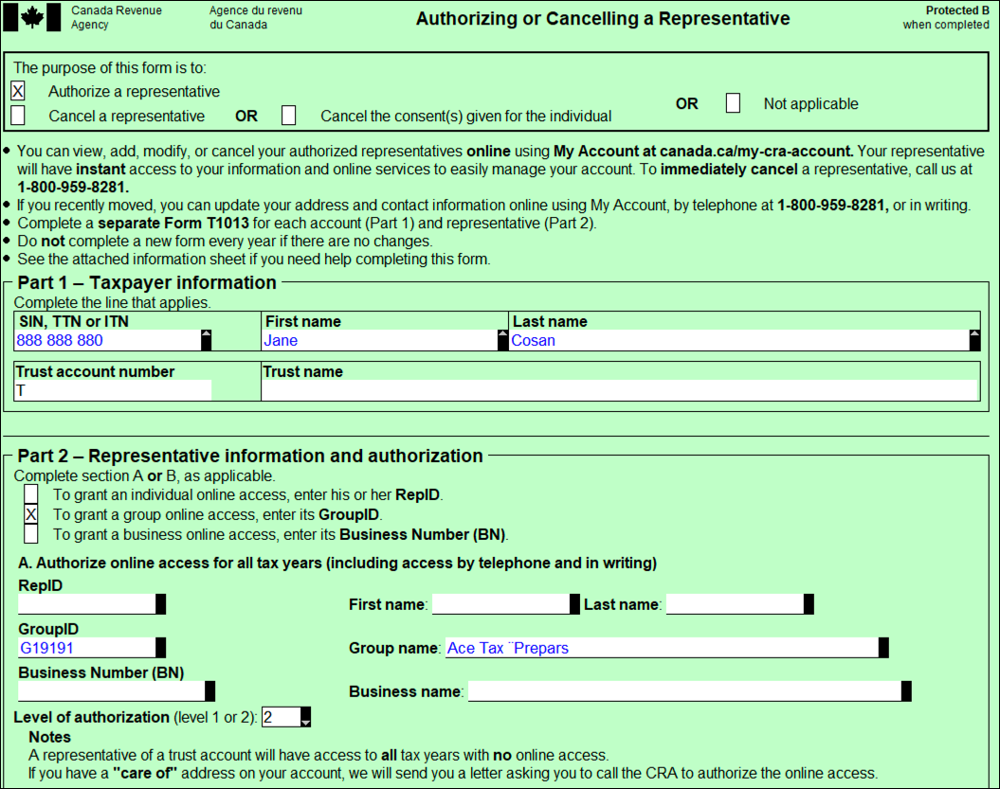 Canada Revenue Agency
Agence du revenu du Canada
Authorizing or Cancelling a Representative
Protected B
when completed
The purpose of this form is to:
X Authorize a representative
Cancel a representative OR Cancel the consent(s) given for the individual OR Not applicable
• You can view, add, modify, or cancel your authorized representatives online using My Account at canada.ca/my-cra-account. Your representative
will have instant access to your information and online services to easily manage your account. To immediately cancel a representative, call us at
1-800-959-8281.
• If you recently moved, you can update your address and contact information online using My Account, by telephone at 1-800-959-8281, or in writing.
• Complete a separate Form T1013 for each account (Part 1) and representative (Part 2).
• Do not complete a new form every year if there are no changes.
• See the attached information sheet if you need help completing this form.
Part 1 – Taxpayer information
Complete the line that applies.
SIN, TTN or ITN First name Last name
888 888 880 Jane Cosan
Trust account number Trust name
T
Part 2 – Representative information and authorization
Complete section A or B, as applicable.
To grant an individual online access, enter his or her RepID.
X To grant a group online access, enter its GroupID.
To grant a business online access, enter its Business Number (BN).
A. Authorize online access for all tax years (including access by telephone and in writing)
RepID
First name: Last name:
GroupID
G19191 Group name: Ace Tax ¨Prepars
Business Number (BN)
Business name:
Level of authorization (level 1 or 2): 2
Notes
A representative of a trust account will have access to all tax years with no online access.
If you have a "care of" address on your account, we will send you a letter asking you to call the CRA to authorize the online access.